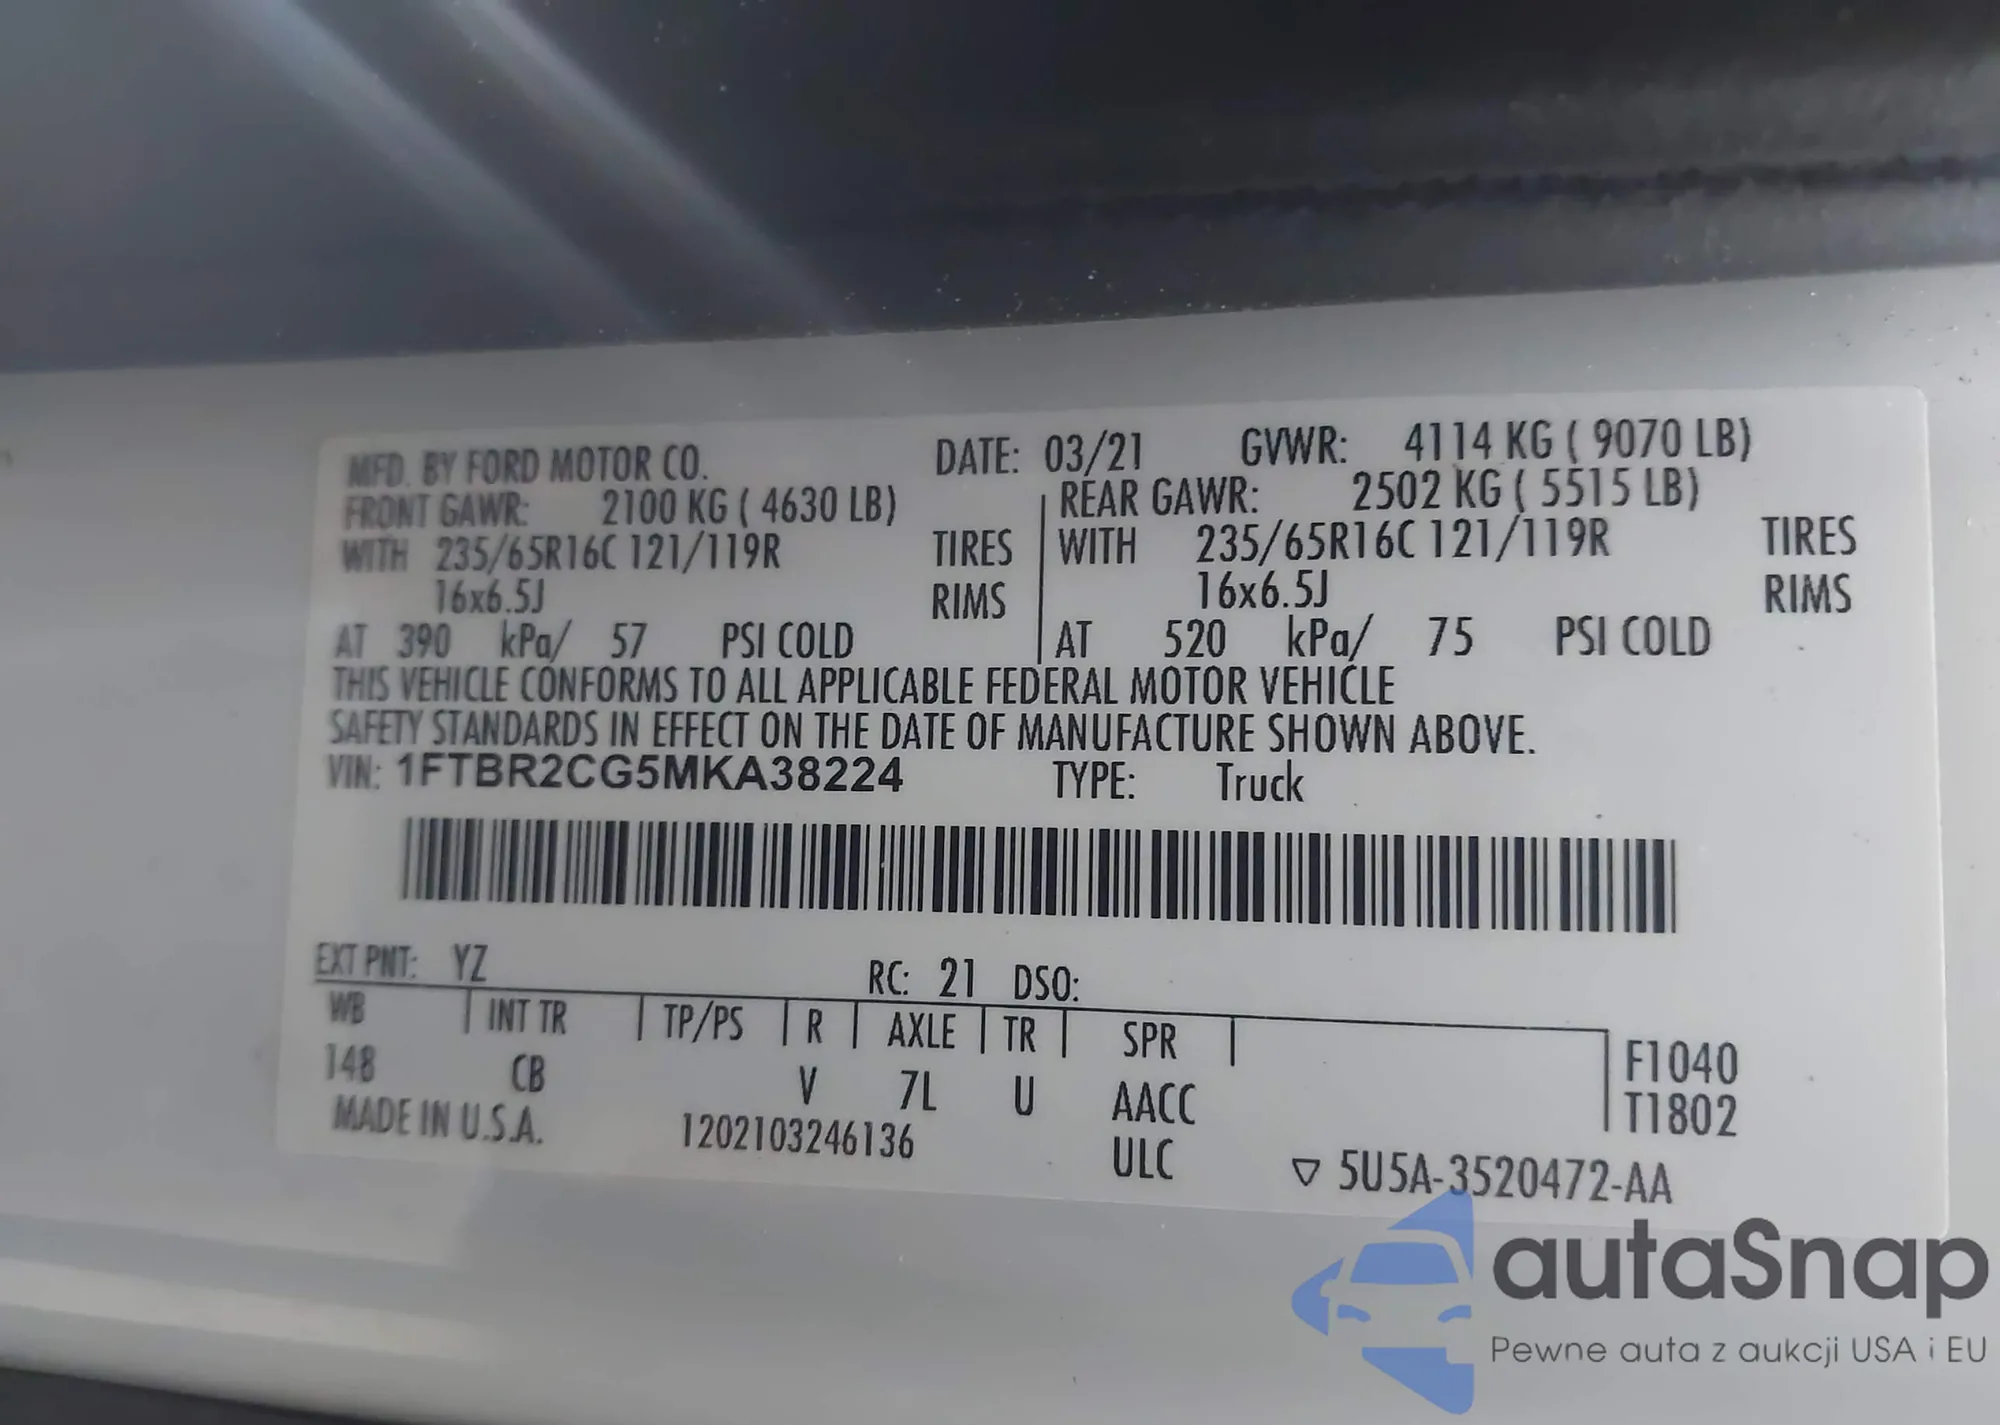 MFD. BY FORD MOTOR CO. DATE: 03/21 GVWR: 4114 KG ( 9070 LB)
FRONT GAWR: 2100 KG ( 4630 LB) REAR GAWR: 2502 KG ( 5515 LB)
WITH 235/65R16C 121/119R TIRES WITH 235/65R16C 121/119R TIRES
16x6.5J RIMS 16x6.5J RIMS
AT 390 kPa/ 57 PSI COLD AT 520 kPa/ 75 PSI COLD
THIS VEHICLE CONFORMS TO ALL APPLICABLE FEDERAL MOTOR VEHICLE
SAFETY STANDARDS IN EFFECT ON THE DATE OF MANUFACTURE SHOWN ABOVE.
VIN: 1FTBR2CG5MKA38224 TYPE: Truck
EXT PNT: YZ RC: 21 DSO:
WB INT TR TP/PS R AXLE TR SPR
148 CB V 7L U AACC F1040
T1802
MADE IN U.S.A. 1202103246136 ULC ▽ 5U5A-3520472-AA
autaSnap
Pewne auta z aukcji USA i EU